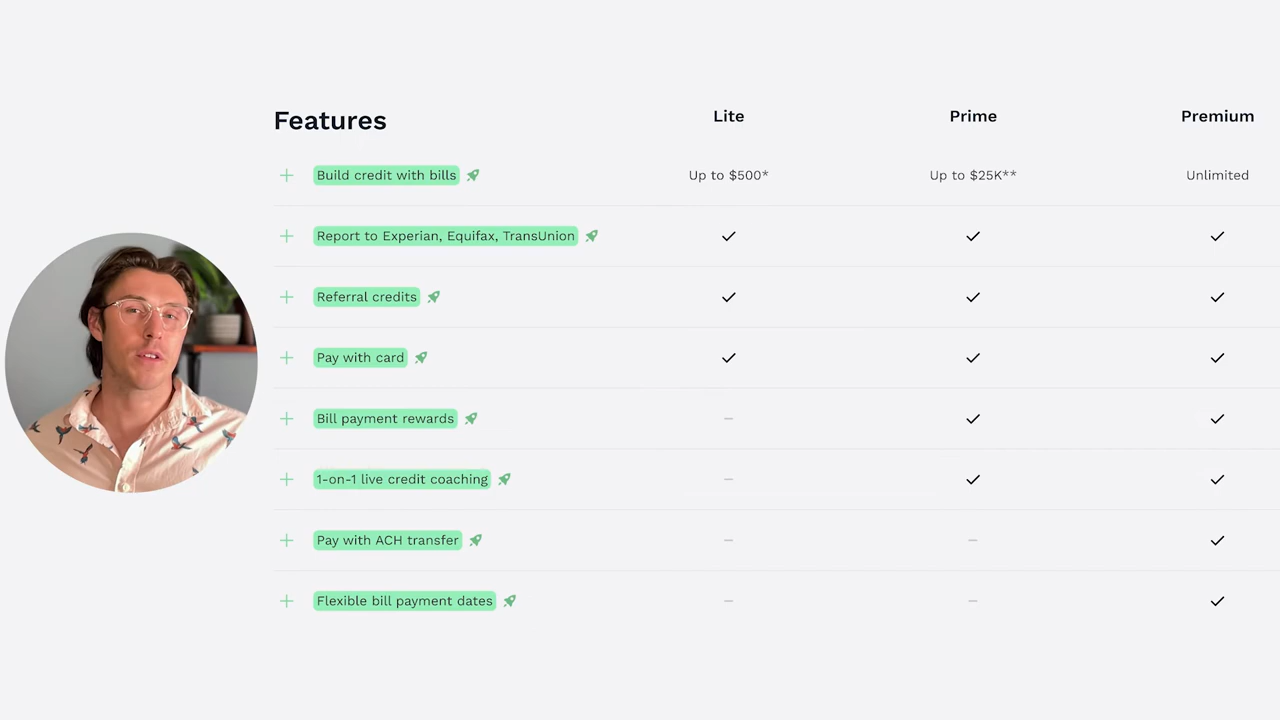 Features Lite Prime Premium
Build credit with bills Up to $500* Up to $25K** Unlimited
Report to Experian, Equifax, TransUnion
Referral credits
Pay with card
Bill payment rewards
1-on-1 live credit coaching
Pay with ACH transfer
Flexible bill payment dates